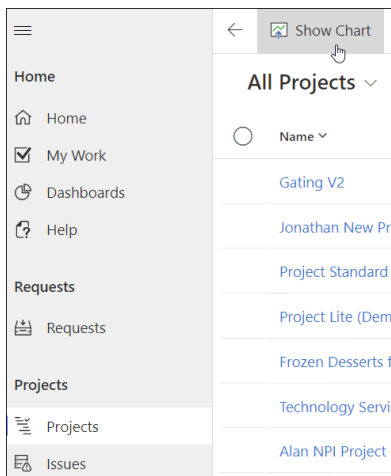 Show Chart
Home
Home
My Work
Dashboards
Help
Requests
Requests
Projects
Projects
Issues
All Projects
Name
Gating V2
Jonathan New Pr
Project Standard
Project Lite (Dem
Frozen Desserts f
Technology Servi
Alan NPI Project